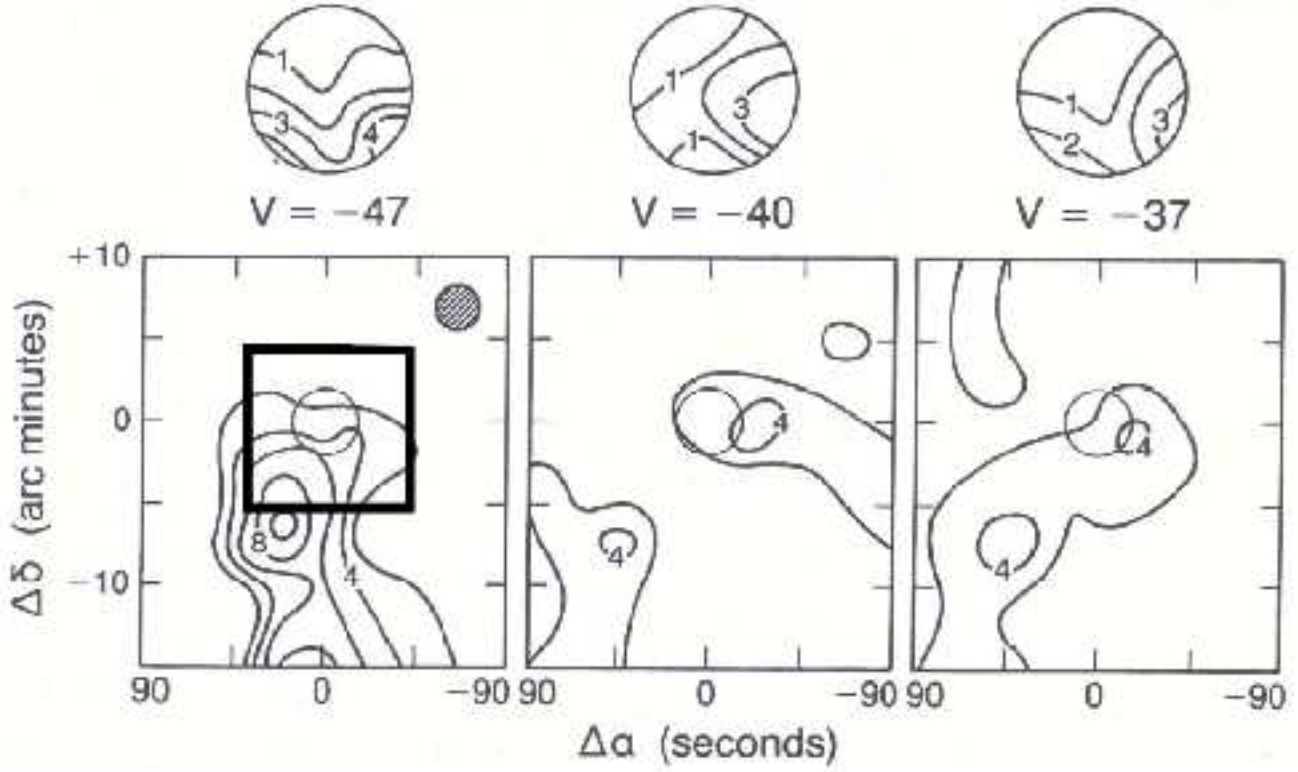 1 3 4
1 3 1
1 3 2
V = −47 V = −40 V = −37
+10
0
−10
Δδ (arc minutes)
8 4
4 4
4 4
90 0 −90 90 0 −90 90 0 −90
Δα (seconds)